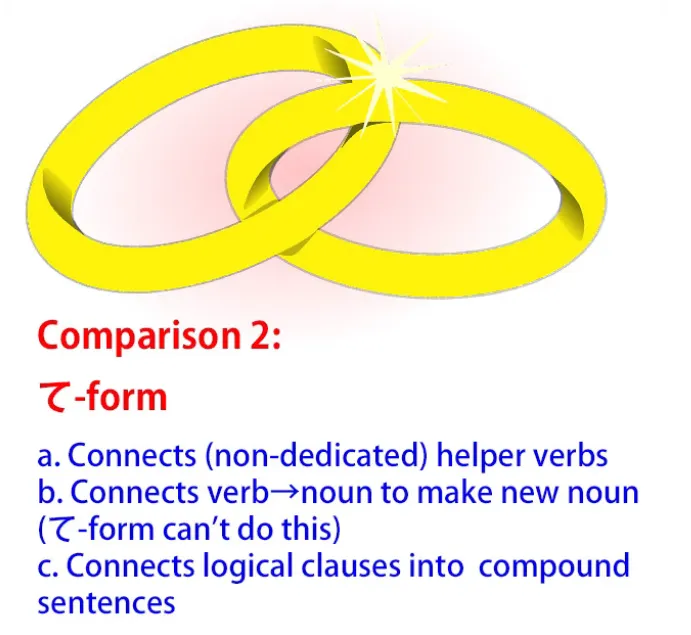 Comparison 2:
て-form
a. Connects (non-dedicated) helper verbs
b. Connects verb→noun to make new noun
(て-form can't do this)
c. Connects logical clauses into compound
sentences